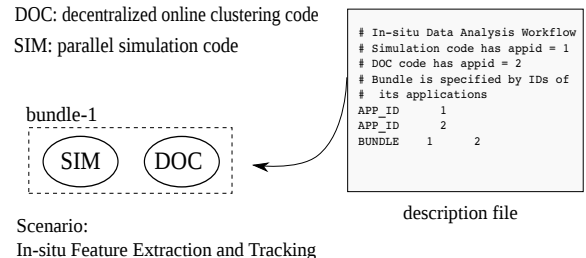 DOC: decentralized online clustering code
SIM: parallel simulation code
bundle-1
SIM DOC
Scenario:
In-situ Feature Extraction and Tracking
# In-situ Data Analysis Workflow
# Simulation code has appid = 1
# DOC code has appid = 2
# Bundle is specified by IDs of
#  its applications
APP_ID 1
APP_ID 2
BUNDLE 1 2
description file